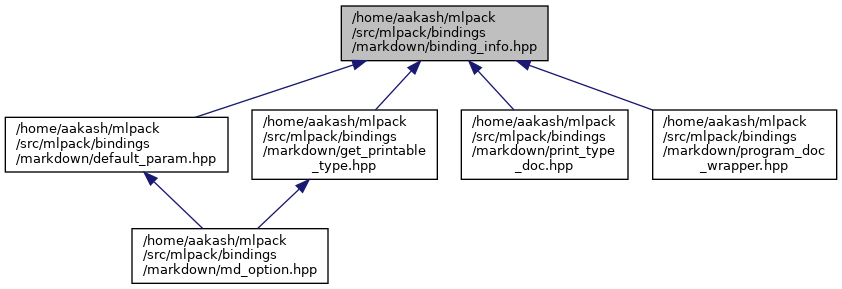 /home/aakash/mlpack
/src/mlpack/bindings
/markdown/binding_info.hpp
/home/aakash/mlpack
/src/mlpack/bindings
/markdown/default_param.hpp
/home/aakash/mlpack
/src/mlpack/bindings
/markdown/get_printable
_type.hpp
/home/aakash/mlpack
/src/mlpack/bindings
/markdown/print_type
_doc.hpp
/home/aakash/mlpack
/src/mlpack/bindings
/markdown/program_doc
_wrapper.hpp
/home/aakash/mlpack
/src/mlpack/bindings
/markdown/md_option.hpp